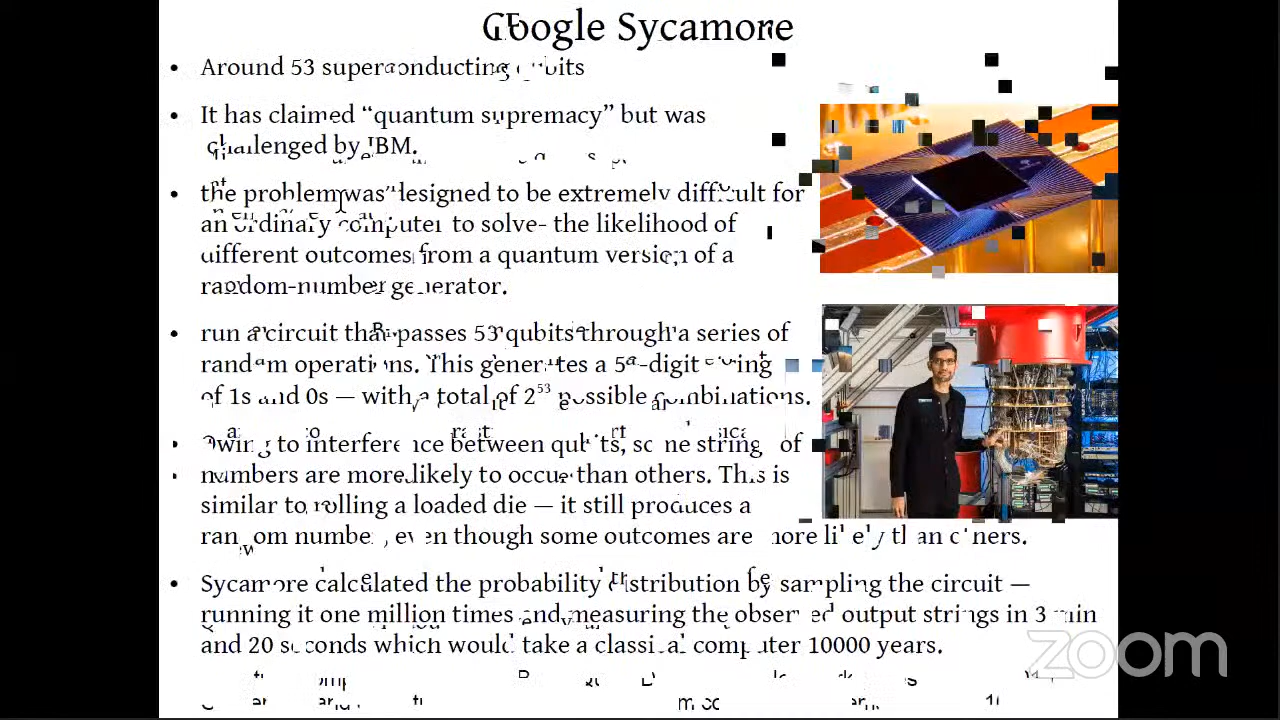 Google Sycamore
• Around 53 superconducting qubits
• It has claimed “quantum supremacy” but was
challenged by IBM.
• the problem was designed to be extremely difficult for
an ordinary computer to solve- the likelihood of
different outcomes from a quantum version of a
random-number generator.
• run a circuit that passes 53 qubits through a series of
random operations. This generates a 53-digit string
of 1s and 0s — with a total of 2⁵³ possible combinations.
• owing to interference between qubits, some strings of
numbers are more likely to occur than others. This is
similar to rolling a loaded die — it still produces a
random number, even though some outcomes are more likely than others.
• Sycamore calculated the probability distribution by sampling the circuit —
running it one million times and measuring the observed output strings in 3 min
and 20 seconds which would take a classical computer 10000 years.
zoom